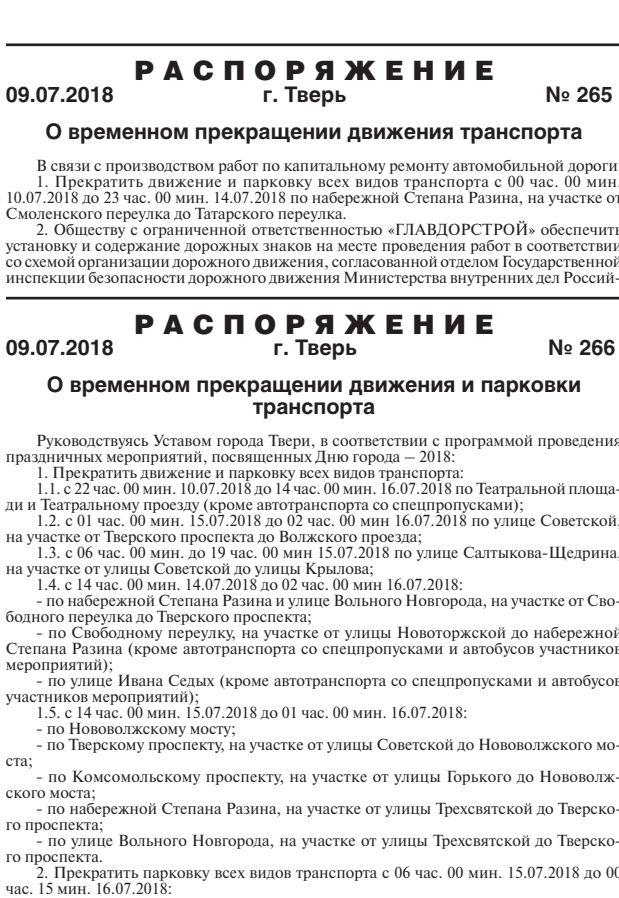 РАСПОРЯЖЕНИЕ
09.07.2018 г. Тверь № 265
О временном прекращении движения транспорта
В связи с производством работ по капитальному ремонту автомобильной дороги:
1. Прекратить движение и парковку всех видов транспорта с 00 час. 00 мин.
10.07.2018 до 23 час. 00 мин. 14.07.2018 по набережной Степана Разина, на участке от
Смоленского переулка до Татарского переулка.
2. Обществу с ограниченной ответственностью «ГЛАВДОРСТРОЙ» обеспечить
установку и содержание дорожных знаков на месте проведения работ в соответствии
со схемой организации дорожного движения, согласованной отделом Государственной
инспекции безопасности дорожного движения Министерства внутренних дел Россий-
РАСПОРЯЖЕНИЕ
09.07.2018 г. Тверь № 266
О временном прекращении движения и парковки
транспорта
Руководствуясь Уставом города Твери, в соответствии с программой проведения
праздничных мероприятий, посвященных Дню города – 2018:
1. Прекратить движение и парковку всех видов транспорта:
1.1. с 22 час. 00 мин. 10.07.2018 до 14 час. 00 мин. 16.07.2018 по Театральной площа-
ди и Театральному проезду (кроме автотранспорта со спецпропусками);
1.2. с 01 час. 00 мин. 15.07.2018 до 02 час. 00 мин 16.07.2018 по улице Советской,
на участке от Тверского проспекта до Волжского проезда;
1.3. с 06 час. 00 мин. до 19 час. 00 мин 15.07.2018 по улице Салтыкова-Щедрина,
на участке от улицы Советской до улицы Крылова;
1.4. с 14 час. 00 мин. 14.07.2018 до 02 час. 00 мин 16.07.2018:
- по набережной Степана Разина и улице Вольного Новгорода, на участке от Сво-
бодного переулка до Тверского проспекта;
- по Свободному переулку, на участке от улицы Новоторжской до набережной
Степана Разина (кроме автотранспорта со спецпропусками и автобусов участников
мероприятий);
- по улице Ивана Седых (кроме автотранспорта со спецпропусками и автобусов
участников мероприятий);
1.5. с 14 час. 00 мин. 15.07.2018 до 01 час. 00 мин. 16.07.2018:
- по Нововолжскому мосту;
- по Тверскому проспекту, на участке от улицы Советской до Нововолжского мо-
ста;
- по Комсомольскому проспекту, на участке от улицы Горького до Нововолж-
ского моста;
- по набережной Степана Разина, на участке от улицы Трехсвятской до Тверско-
го проспекта;
- по улице Вольного Новгорода, на участке от улицы Трехсвятской до Тверско-
го проспекта.
2. Прекратить парковку всех видов транспорта с 06 час. 00 мин. 15.07.2018 до 00
час. 15 мин. 16.07.2018: